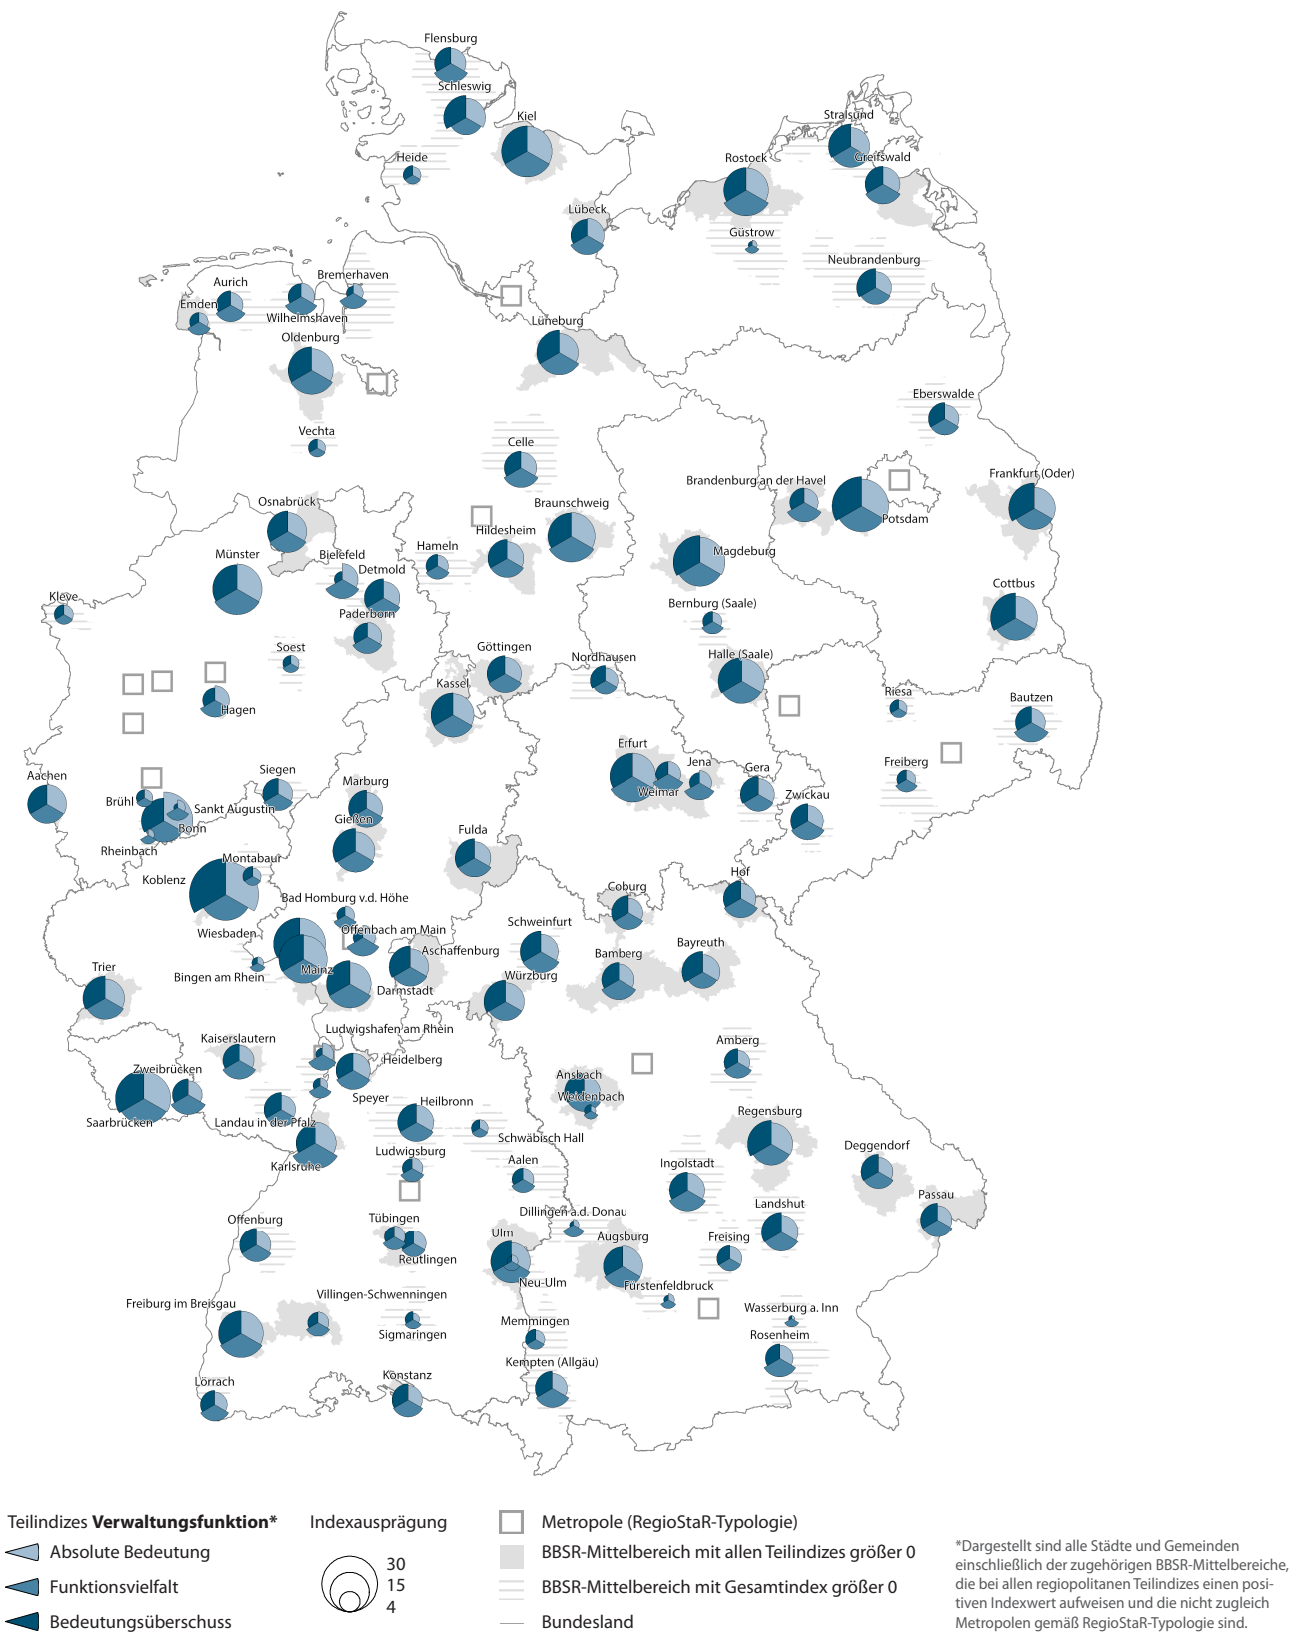 Flensburg
Schleswig
Kiel
Stralsund
Heide
Rostock
Greifswald
Lübeck
Güstrow
Neubrandenburg
Bremerhaven
Aurich
Emden
Wilhelmshaven
Lüneburg
Oldenburg
Eberswalde
Vechta
Celle
Brandenburg an der Havel
Frankfurt (Oder)
Osnabrück
Braunschweig
Potsdam
Hildesheim
Hameln
Münster
Bielefeld
Magdeburg
Detmold
Cottbus
Kleve
Bernburg (Saale)
Paderborn
Soest
Göttingen
Nordhausen
Halle (Saale)
Kassel
Riesa
Bautzen
Hagen
Erfurt
Jena
Gera
Freiberg
Aachen
Siegen
Marburg
Weimar
Zwickau
Brühl
Sankt Augustin
Gießen
Bonn
Fulda
Rheinbach
Montabaur
Koblenz
Hof
Coburg
Bad Homburg v.d. Höhe
Schweinfurt
Wiesbaden
Offenbach am Main
Bayreuth
Aschaffenburg
Bamberg
Trier
Mainz
Bingen am Rhein
Würzburg
Darmstadt
Ludwigshafen am Rhein
Kaiserslautern
Amberg
Heidelberg
Zweibrücken
Ansbach
Weidenbach
Speyer
Heilbronn
Saarbrücken
Landau in der Pfalz
Regensburg
Schwäbisch Hall
Deggendorf
Ludwigsburg
Karlsruhe
Aalen
Ingolstadt
Passau
Landshut
Dillingen a.d. Donau
Offenburg
Tübingen
Ulm
Augsburg
Freising
Reutlingen
Neu-Ulm
Fürstenfeldbruck
Villingen-Schwenningen
Freiburg im Breisgau
Wasserburg a. Inn
Memmingen
Sigmaringen
Rosenheim
Kempten (Allgäu)
Konstanz
Lörrach
Teilindizes Verwaltungsfunktion*
Absolute Bedeutung
Funktionsvielfalt
Bedeutungsüberschuss
Indexausprägung
30
15
4
Metropole (RegioStaR-Typologie)
BBSR-Mittelbereich mit allen Teilindizes größer 0
BBSR-Mittelbereich mit Gesamtindex größer 0
Bundesland
*Dargestellt sind alle Städte und Gemeinden
einschließlich der zugehörigen BBSR-Mittelbereiche,
die bei allen regiopolitanen Teilindizes einen posi-
tiven Indexwert aufweisen und die nicht zugleich
Metropolen gemäß RegioStaR-Typologie sind.